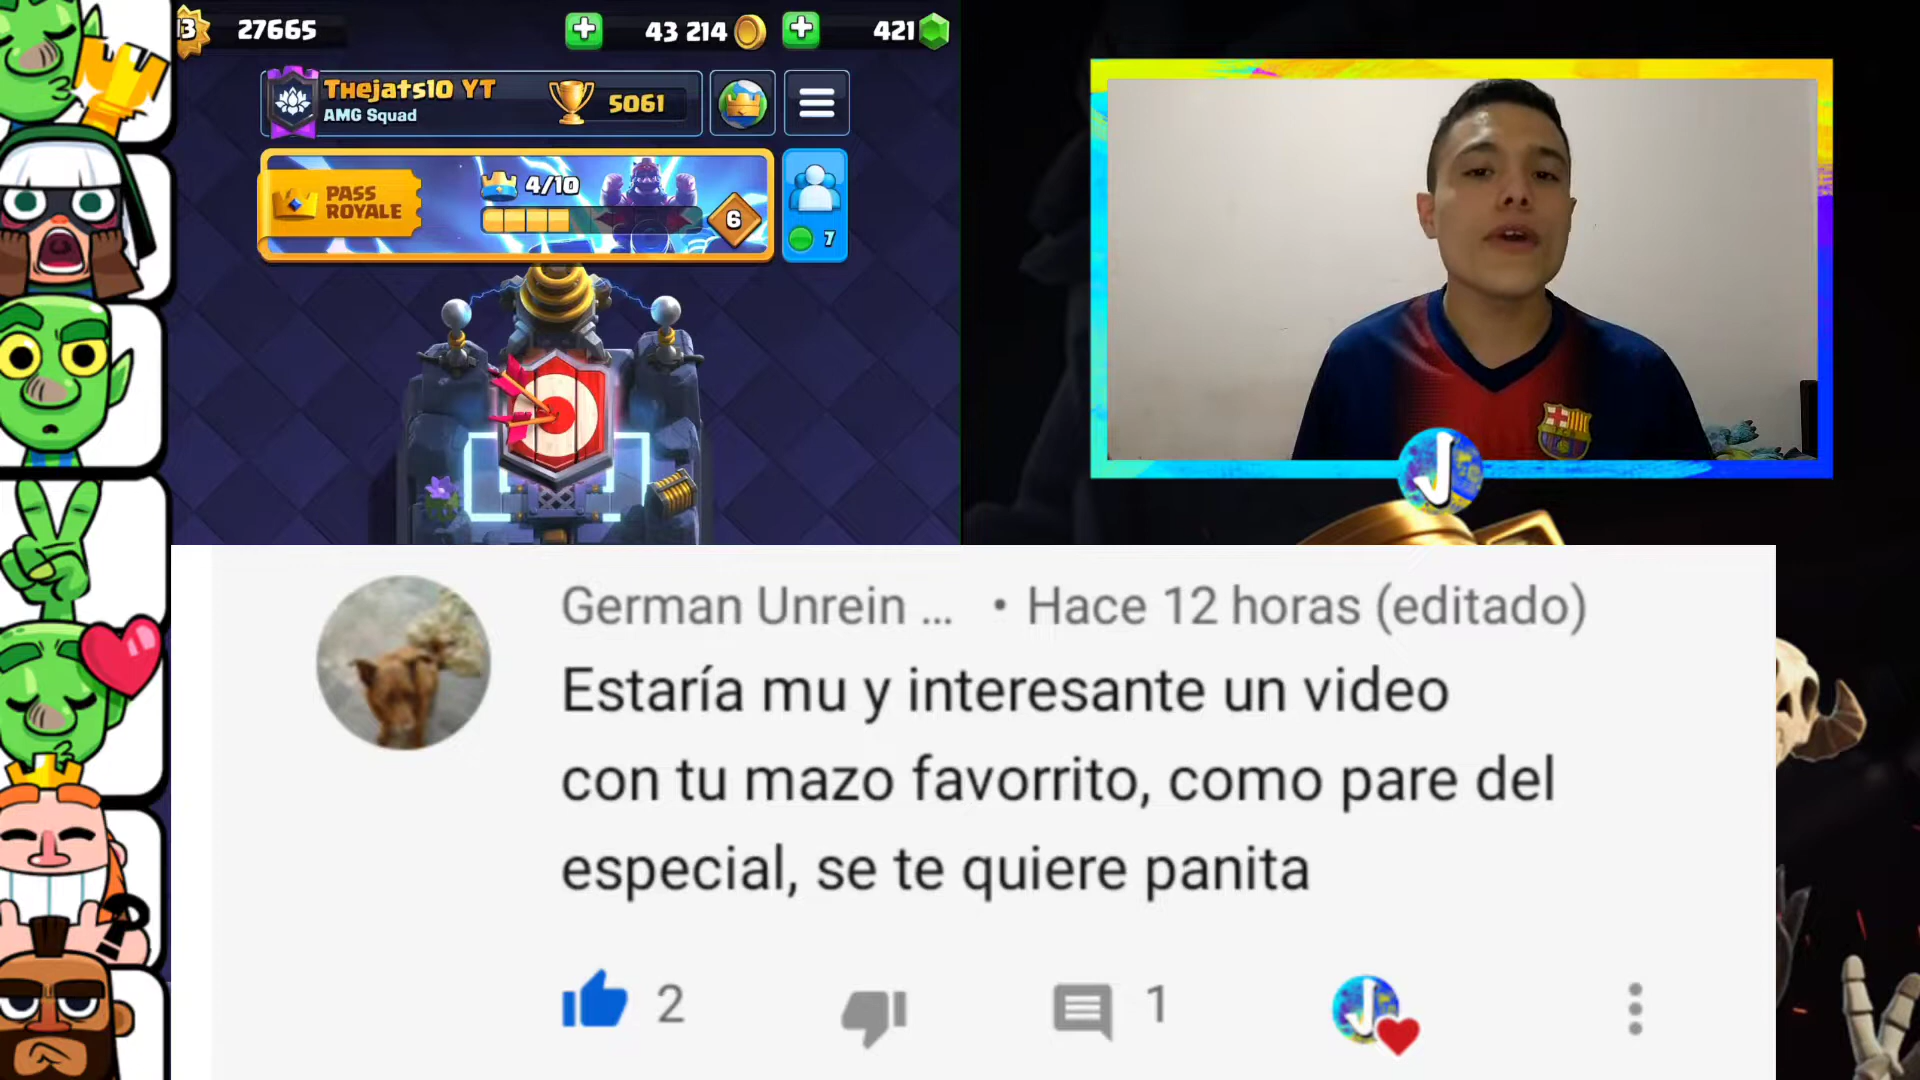 3 27665
43 214
421
Thejats10 YT
AMG Squad
5061
PASS
ROYALE
4/10
6
7
J
German Unrein ... • Hace 12 horas (editado)
Estaría mu y interesante un video
con tu mazo favorrito, como pare del
especial, se te quiere panita
2
1